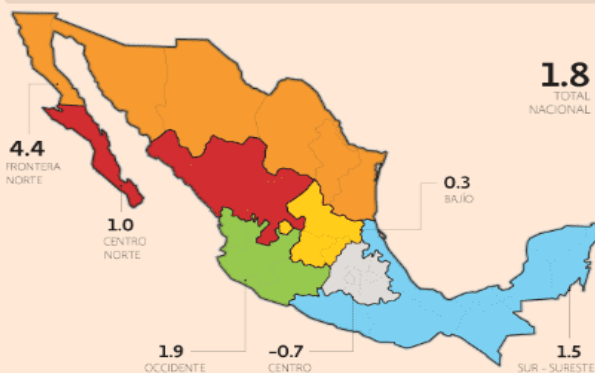 1.8
TOTAL
NACIONAL
4.4
FRONTERA
NORTE
0.3
BAJÍO
1.0
CENTRO
NORTE
1.9
OCCIDENTE
–0.7
CENTRO
1.5
SUR – SURESTE